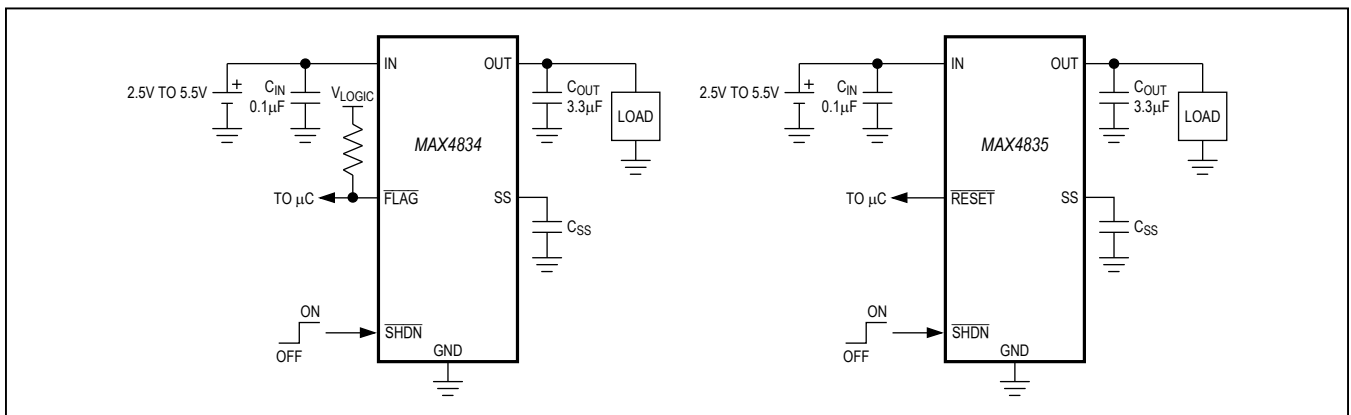 IN
OUT
2.5V TO 5.5V
+
CIN
0.1µF
VLOGIC
COUT
3.3µF
LOAD
MAX4834
TO µC
FLAG
SS
CSS
ON
OFF
SHDN
GND
IN
OUT
2.5V TO 5.5V
+
CIN
0.1µF
COUT
3.3µF
LOAD
MAX4835
TO µC
RESET
SS
CSS
ON
OFF
SHDN
GND